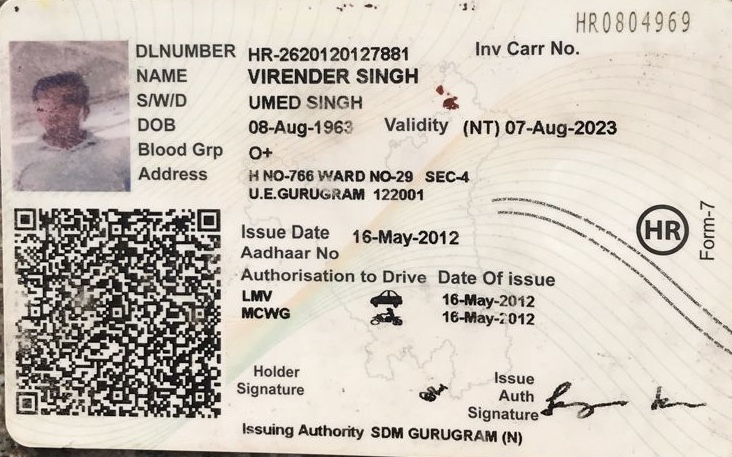 HR0804969
DLNUMBER HR-2620120127881 Inv Carr No.
NAME VIRENDER SINGH
S/W/D UMED SINGH
DOB 08-Aug-1963 Validity (NT) 07-Aug-2023
Blood Grp O+
Address H NO-766 WARD NO-29 SEC-4
U.E.GURUGRAM 122001
Issue Date 16-May-2012
Aadhaar No
HR
Form-7
Authorisation to Drive Date Of issue
LMV 16-May-2012
MCWG 16-May-2012
Holder
Signature
Issue
Auth
Signature
Issuing Authority SDM GURUGRAM (N)